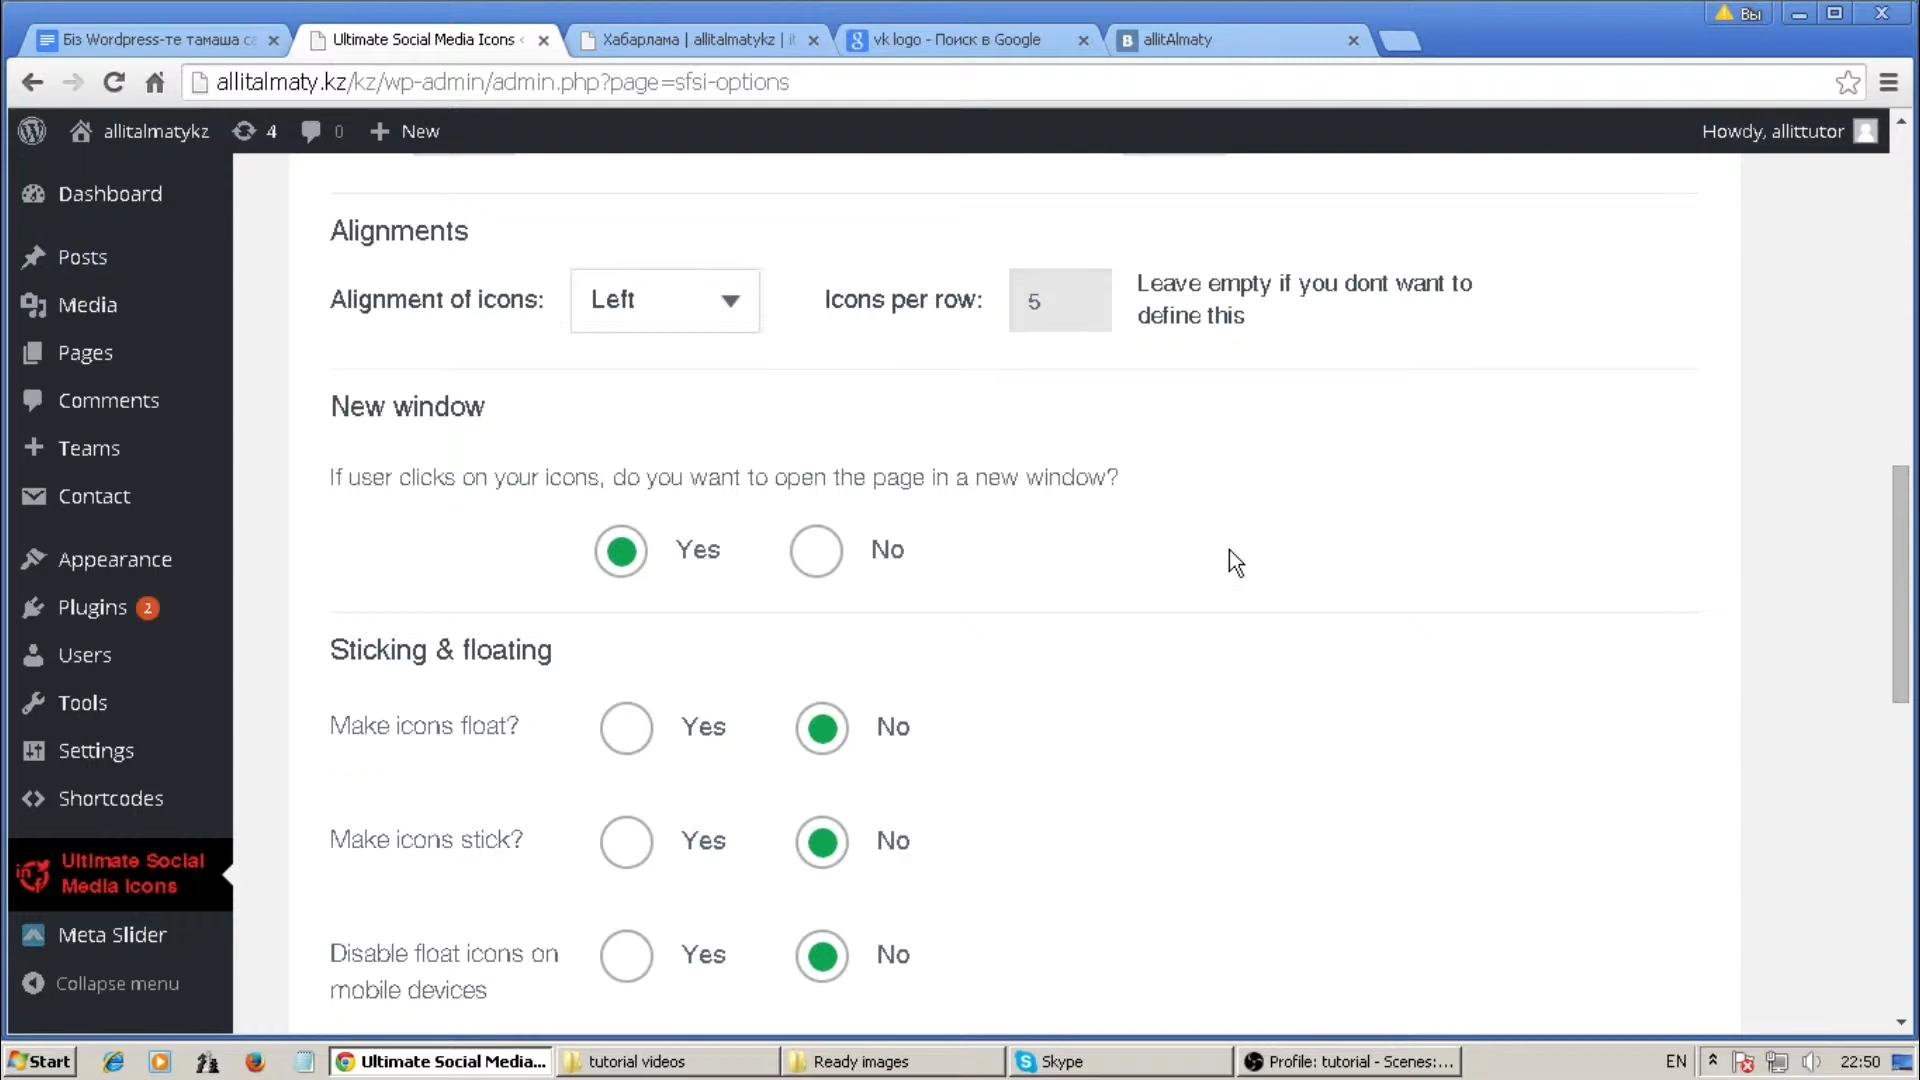 Біз Wordpress-те тамаша са
Ultimate Social Media Icons ‹
Хабарлама | allitalmatykz | it
vk logo - Поиск в Google
allitAlmaty
Вы
allitalmaty.kz/kz/wp-admin/admin.php?page=sfsi-options
allitalmatykz
4
0
New
Howdy, allittutor
Dashboard
Posts
Media
Pages
Comments
Teams
Contact
Appearance
Plugins 2
Users
Tools
Settings
Shortcodes
Ultimate Social
Media Icons
Meta Slider
Collapse menu
Alignments
Alignment of icons: Left Icons per row: 5 Leave empty if you dont want to
define this
New window
If user clicks on your icons, do you want to open the page in a new window?
Yes No
Sticking & floating
Make icons float? Yes No
Make icons stick? Yes No
Disable float icons on Yes No
mobile devices
Start
Ultimate Social Media...
tutorial videos
Ready images
Skype
Profile: tutorial - Scenes:...
EN
22:50